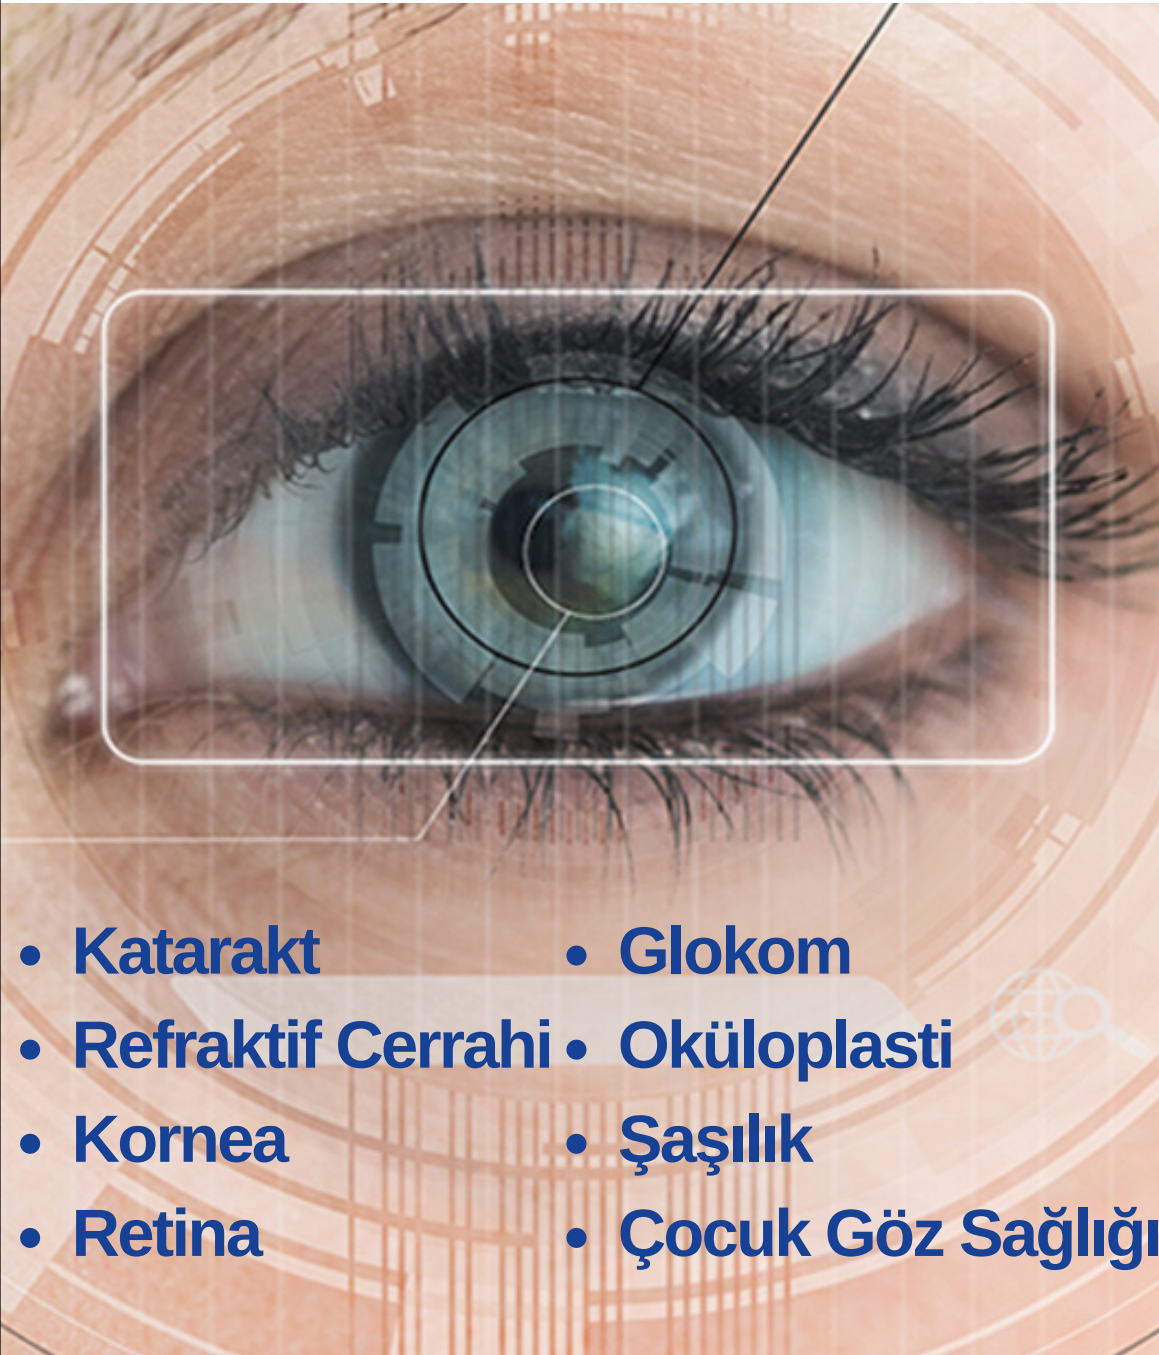 • Katarakt
• Refraktif Cerrahi
• Kornea
• Retina
• Glokom
• Oküloplasti
• Şaşılık
• Çocuk Göz Sağlığı